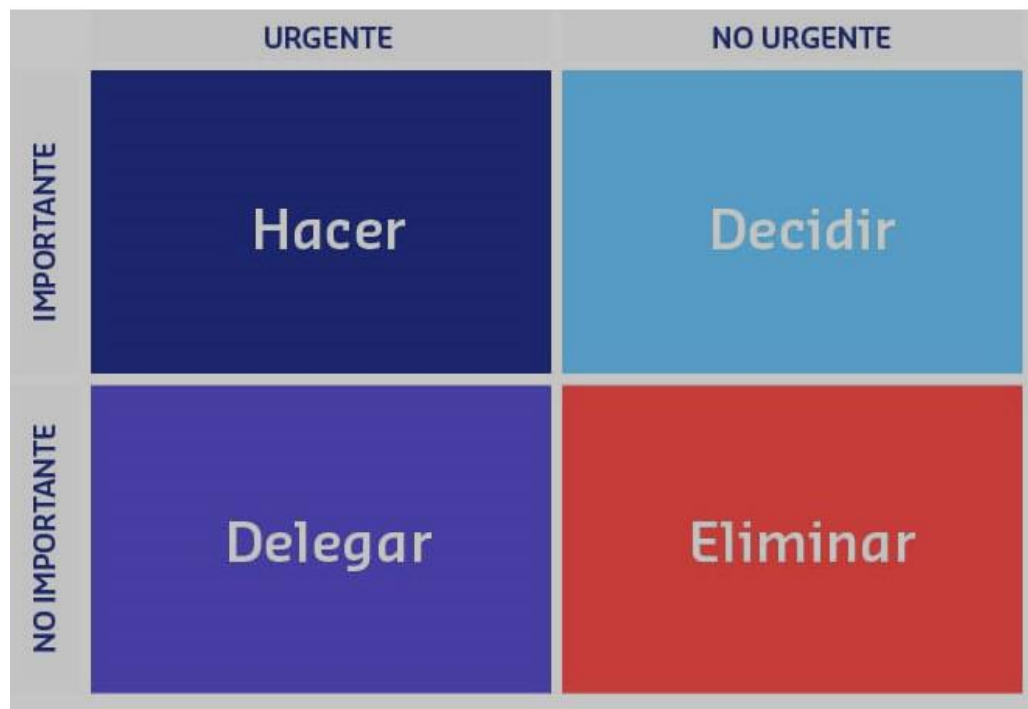 URGENTE
NO URGENTE
IMPORTANTE
Hacer
Decidir
NO IMPORTANTE
Delegar
Eliminar